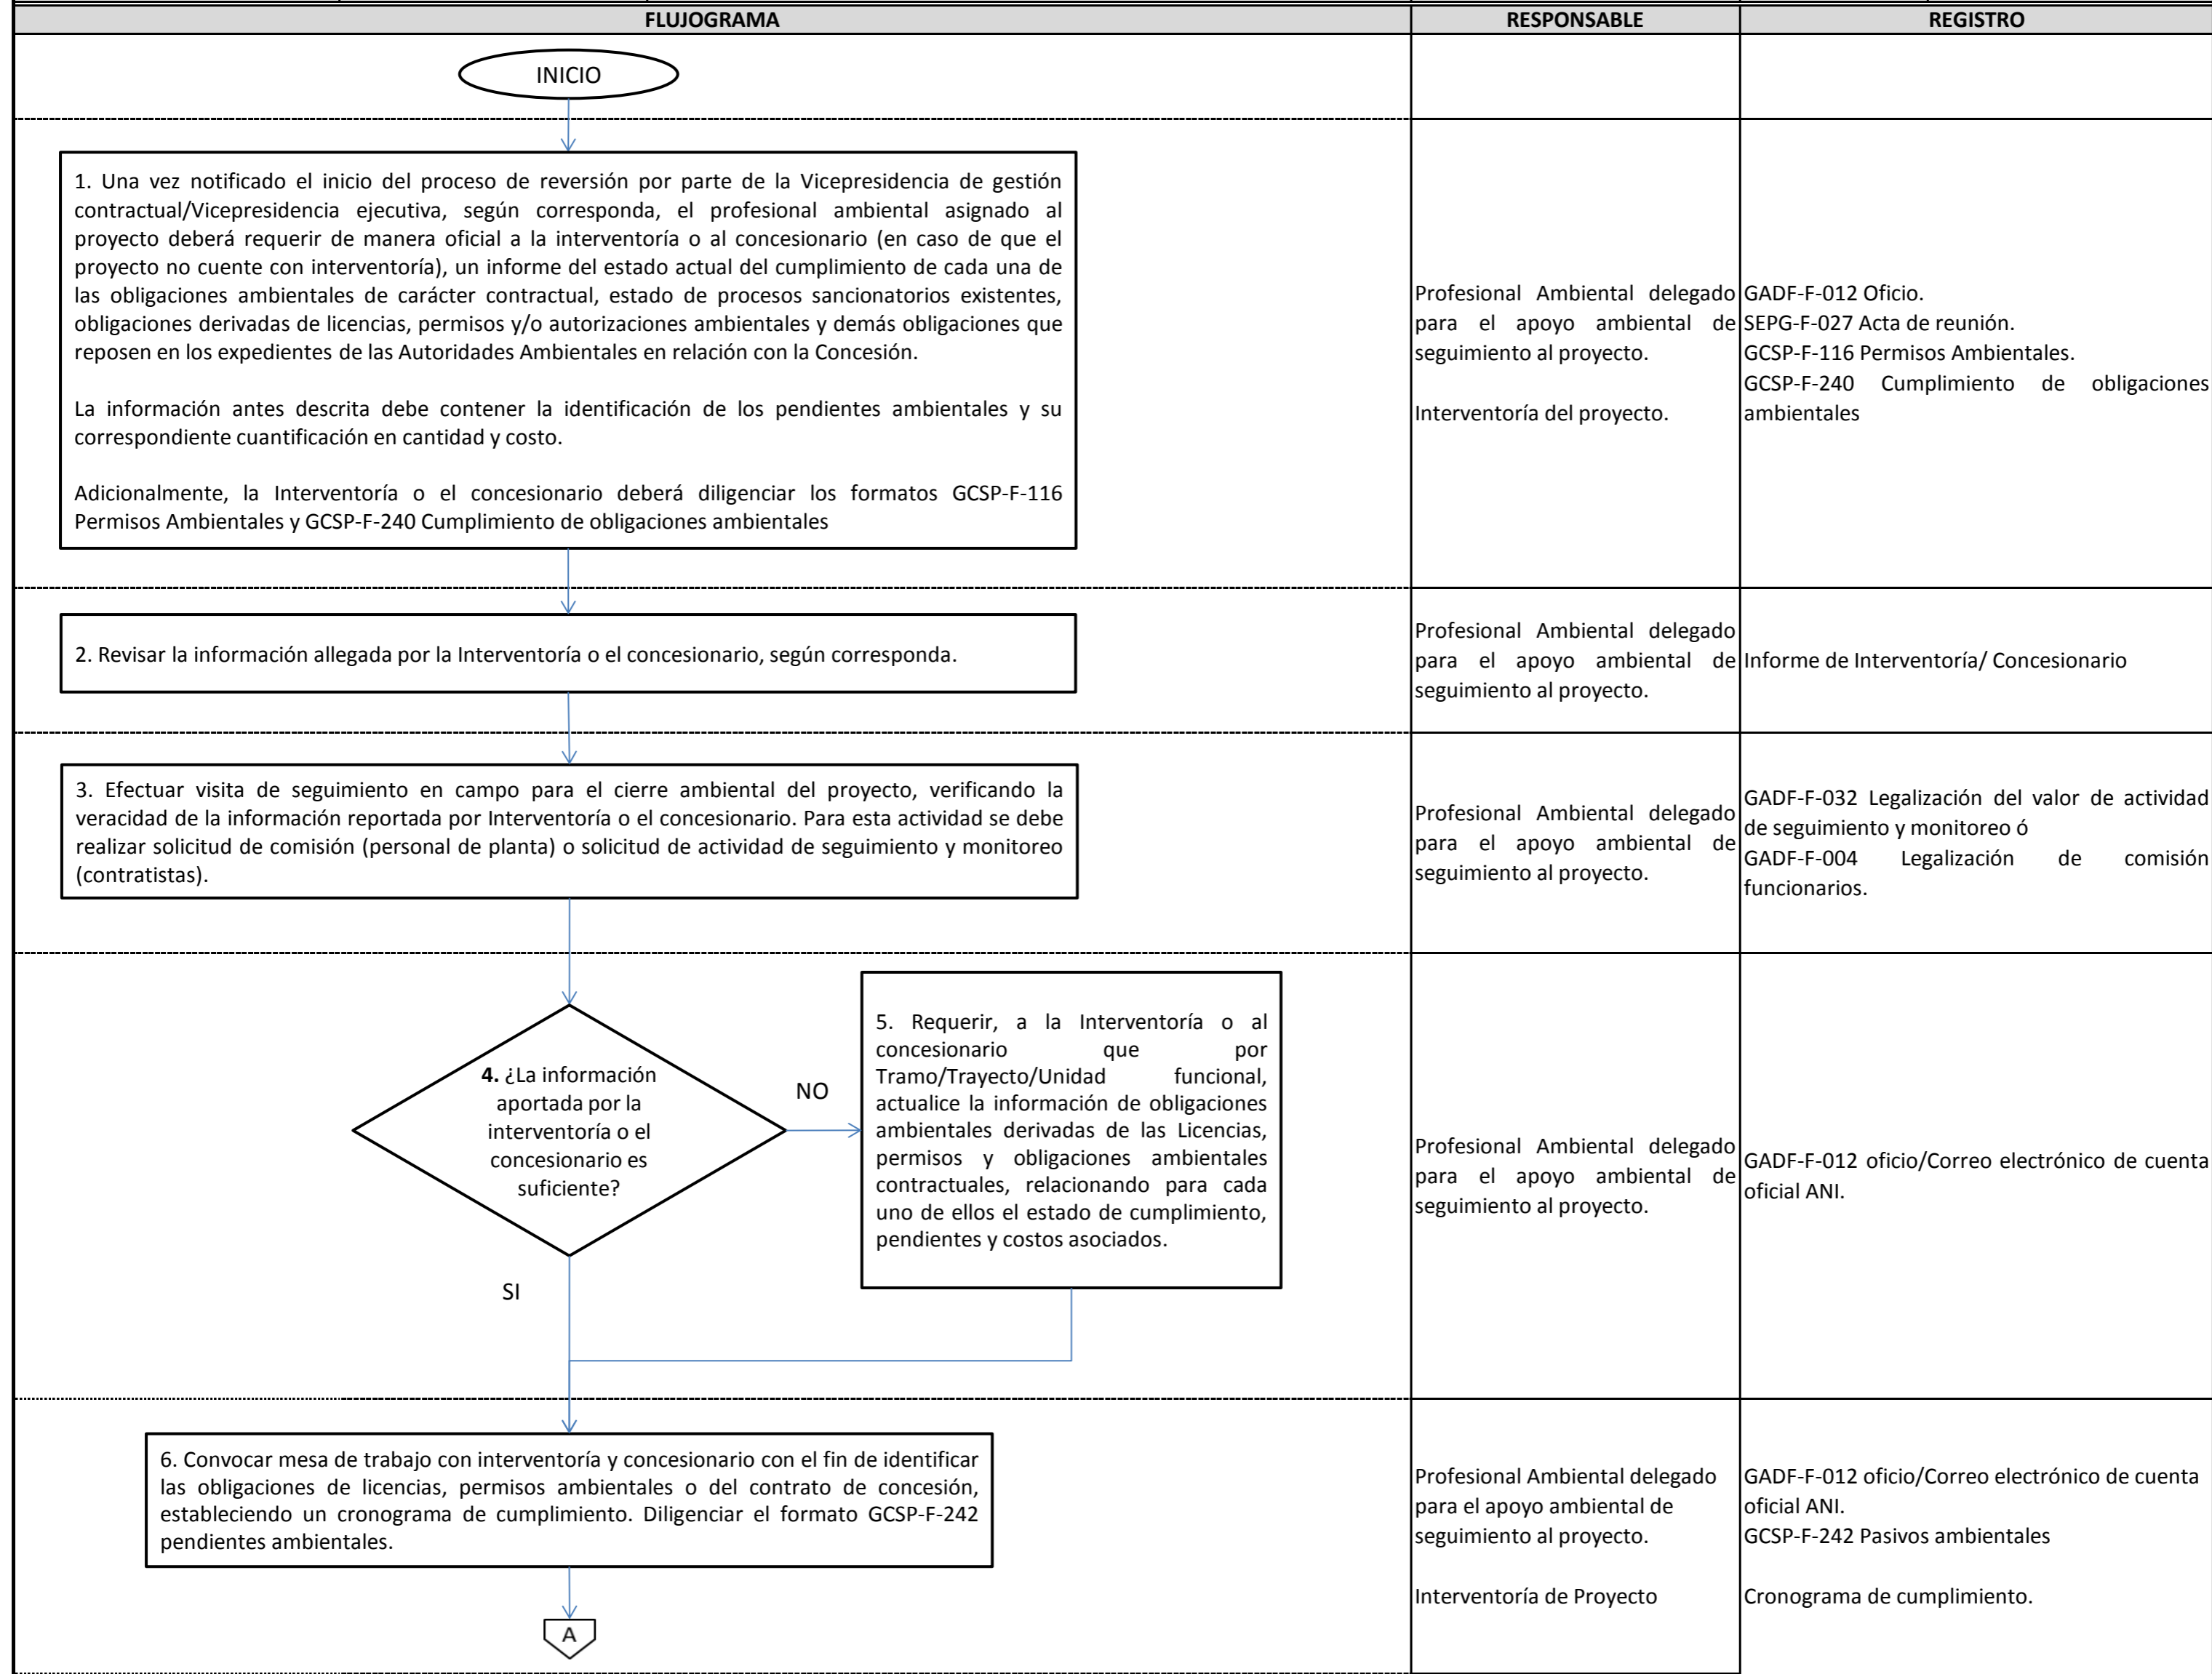 FLUJOGRAMA
RESPONSABLE
REGISTRO
INICIO
1. Una vez notificado el inicio del proceso de reversión por parte de la Vicepresidencia de gestión
contractual/Vicepresidencia ejecutiva, según corresponda, el profesional ambiental asignado al
proyecto deberá requerir de manera oficial a la interventoría o al concesionario (en caso de que el
proyecto no cuente con interventoría), un informe del estado actual del cumplimiento de cada una de
las obligaciones ambientales de carácter contractual, estado de procesos sancionatorios existentes,
obligaciones derivadas de licencias, permisos y/o autorizaciones ambientales y demás obligaciones que
reposen en los expedientes de las Autoridades Ambientales en relación con la Concesión.
La información antes descrita debe contener la identificación de los pendientes ambientales y su
correspondiente cuantificación en cantidad y costo.
Adicionalmente, la Interventoría o el concesionario deberá diligenciar los formatos GCSP-F-116
Permisos Ambientales y GCSP-F-240 Cumplimiento de obligaciones ambientales
Profesional Ambiental delegado
para el apoyo ambiental de
seguimiento al proyecto.
Interventoría del proyecto.
GADF-F-012 Oficio.
SEPG-F-027 Acta de reunión.
GCSP-F-116 Permisos Ambientales.
GCSP-F-240 Cumplimiento de obligaciones
ambientales
2. Revisar la información allegada por la Interventoría o el concesionario, según corresponda.
Profesional Ambiental delegado
para el apoyo ambiental de
seguimiento al proyecto.
Informe de Interventoría/ Concesionario
3. Efectuar visita de seguimiento en campo para el cierre ambiental del proyecto, verificando la
veracidad de la información reportada por Interventoría o el concesionario. Para esta actividad se debe
realizar solicitud de comisión (personal de planta) o solicitud de actividad de seguimiento y monitoreo
(contratistas).
Profesional Ambiental delegado
para el apoyo ambiental de
seguimiento al proyecto.
GADF-F-032 Legalización del valor de actividad
de seguimiento y monitoreo ó
GADF-F-004 Legalización de comisión
funcionarios.
4. ¿La información
aportada por la
interventoría o el
concesionario es
suficiente?
NO
SI
5. Requerir, a la Interventoría o al
concesionario que por
Tramo/Trayecto/Unidad funcional,
actualice la información de obligaciones
ambientales derivadas de las Licencias,
permisos y obligaciones ambientales
contractuales, relacionando para cada
uno de ellos el estado de cumplimiento,
pendientes y costos asociados.
Profesional Ambiental delegado
para el apoyo ambiental de
seguimiento al proyecto.
GADF-F-012 oficio/Correo electrónico de cuenta
oficial ANI.
6. Convocar mesa de trabajo con interventoría y concesionario con el fin de identificar
las obligaciones de licencias, permisos ambientales o del contrato de concesión,
estableciendo un cronograma de cumplimiento. Diligenciar el formato GCSP-F-242
pendientes ambientales.
A
Profesional Ambiental delegado
para el apoyo ambiental de
seguimiento al proyecto.
Interventoría de Proyecto
GADF-F-012 oficio/Correo electrónico de cuenta
oficial ANI.
GCSP-F-242 Pasivos ambientales
Cronograma de cumplimiento.